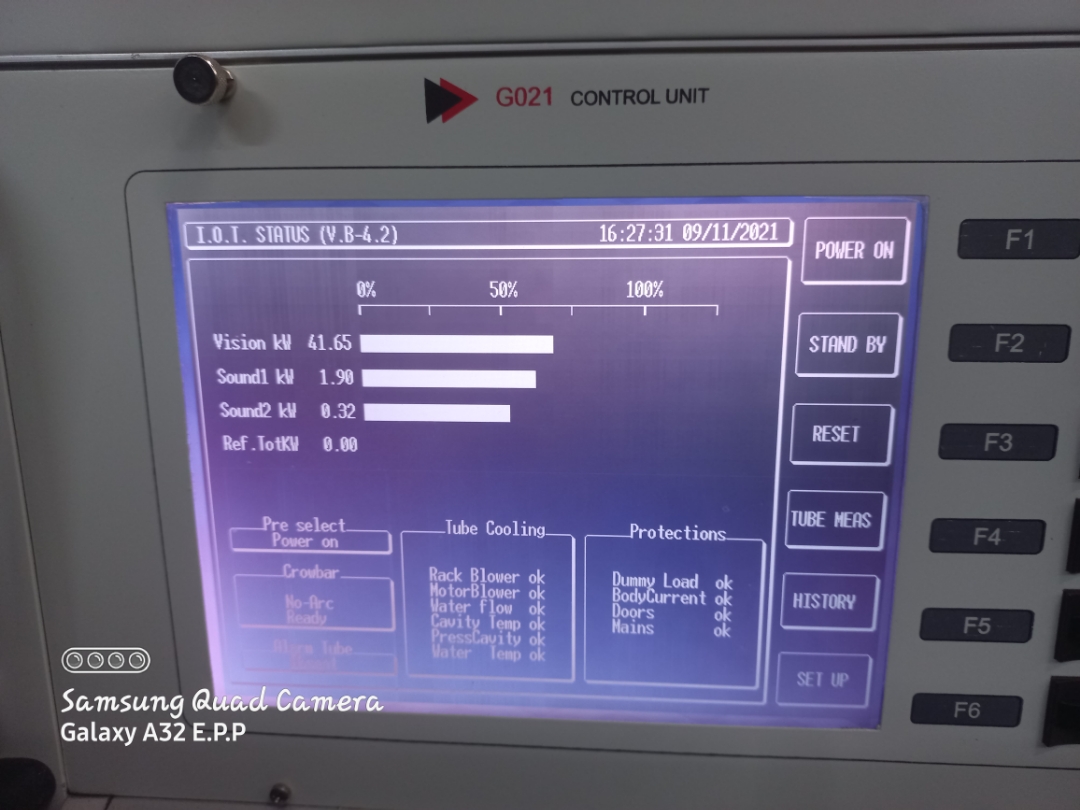 G021 CONTROL UNIT
I.O.T. STATUS (V.B-4.2) 16:27:31 09/11/2021
POWER ON
F1
0% 50% 100%
Vision kW 41.65
STAND BY
F2
Sound1 kW 1.90
Sound2 kW 0.32
RESET
F3
Ref.TotKW 0.00
TUBE MEAS
F4
Pre select
Power on
Crowbar
No-Arc
Ready
Alarm Tube
Tube Cooling
Rack Blower ok
MotorBlower ok
Water flow ok
Cavity Temp ok
PressCavity ok
Water Temp ok
Protections
Dummy Load ok
BodyCurrent ok
Doors ok
Mains ok
HISTORY
F5
SET UP
F6
Samsung Quad Camera
Galaxy A32 E.P.P